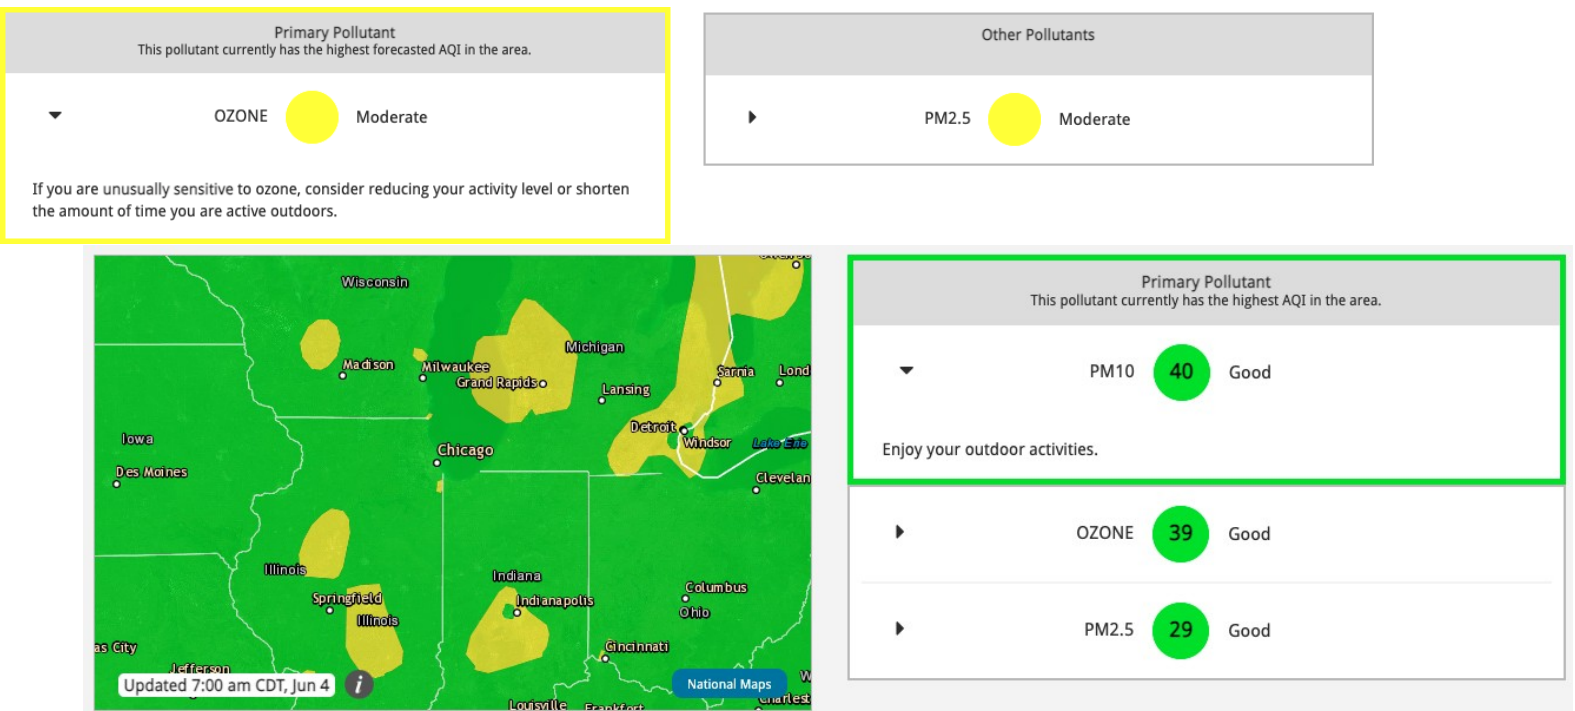 Primary Pollutant
This pollutant currently has the highest forecasted AQI in the area.
OZONE Moderate
If you are unusually sensitive to ozone, consider reducing your activity level or shorten
the amount of time you are active outdoors.
Other Pollutants
PM2.5 Moderate
Wisconsin
Madison
Milwaukee
Michigan
Grand Rapids
Lansing
Sarnia
Lond
Detroit
Windsor
Lake Erie
Iowa
Chicago
Des Moines
Clevelan
Illinois
Indiana
Columbus
Springfield
Indianapolis
Ohio
Illinois
as City
Cincinnati
Jefferson
Updated 7:00 am CDT, Jun 4
i
National Maps
W
Charlest
Louisville
Frankfort
Primary Pollutant
This pollutant currently has the highest AQI in the area.
PM10 40 Good
Enjoy your outdoor activities.
OZONE 39 Good
PM2.5 29 Good